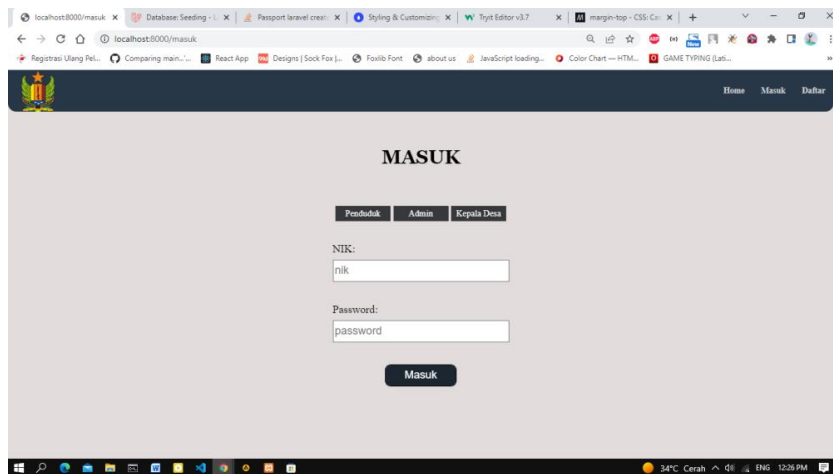 localhost:8000/masuk
Database: Seeding - L
Passport laravel creat
Styling & Customizing
Tryit Editor v3.7
margin-top - CSS: Cas
localhost:8000/masuk
Registrasi Ulang Pel...
Comparing main...'...
React App
Designs | Sock Fox |...
Foxlib Font
about us
JavaScript loading...
Color Chart — HTM...
GAME TYPING (Lati...
Home Masuk Daftar
MASUK
Penduduk Admin Kepala Desa
NIK:
nik
Password:
password
Masuk
34°C Cerah ENG 12:26 PM